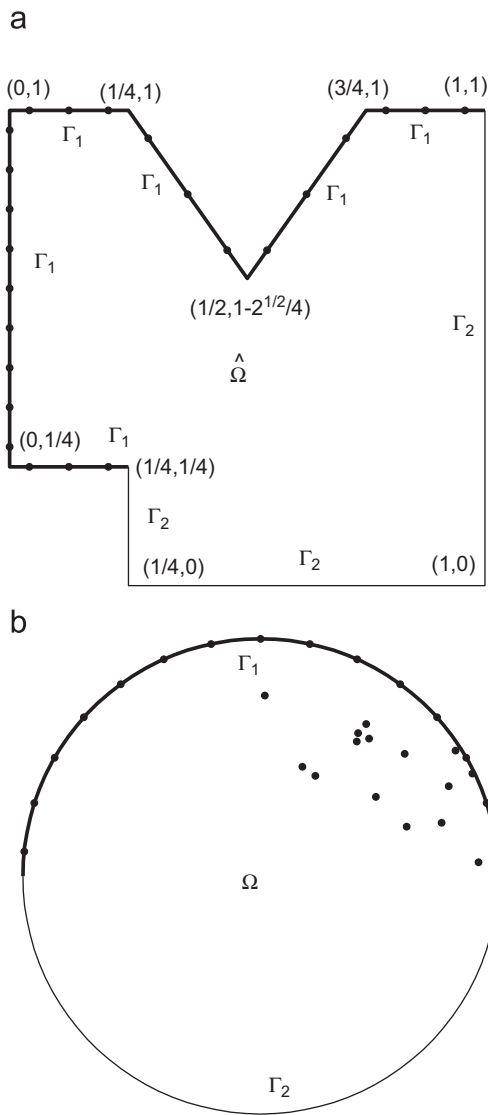 a
(0,1) (1/4,1) (3/4,1) (1,1)
Γ1 Γ1
Γ1 Γ1
Γ1
(1/2,1-2^1/2/4)
Γ2
^
Ω
Γ1
(0,1/4) (1/4,1/4)
Γ2
(1/4,0) Γ2 (1,0)
b
Γ1
Ω
Γ2